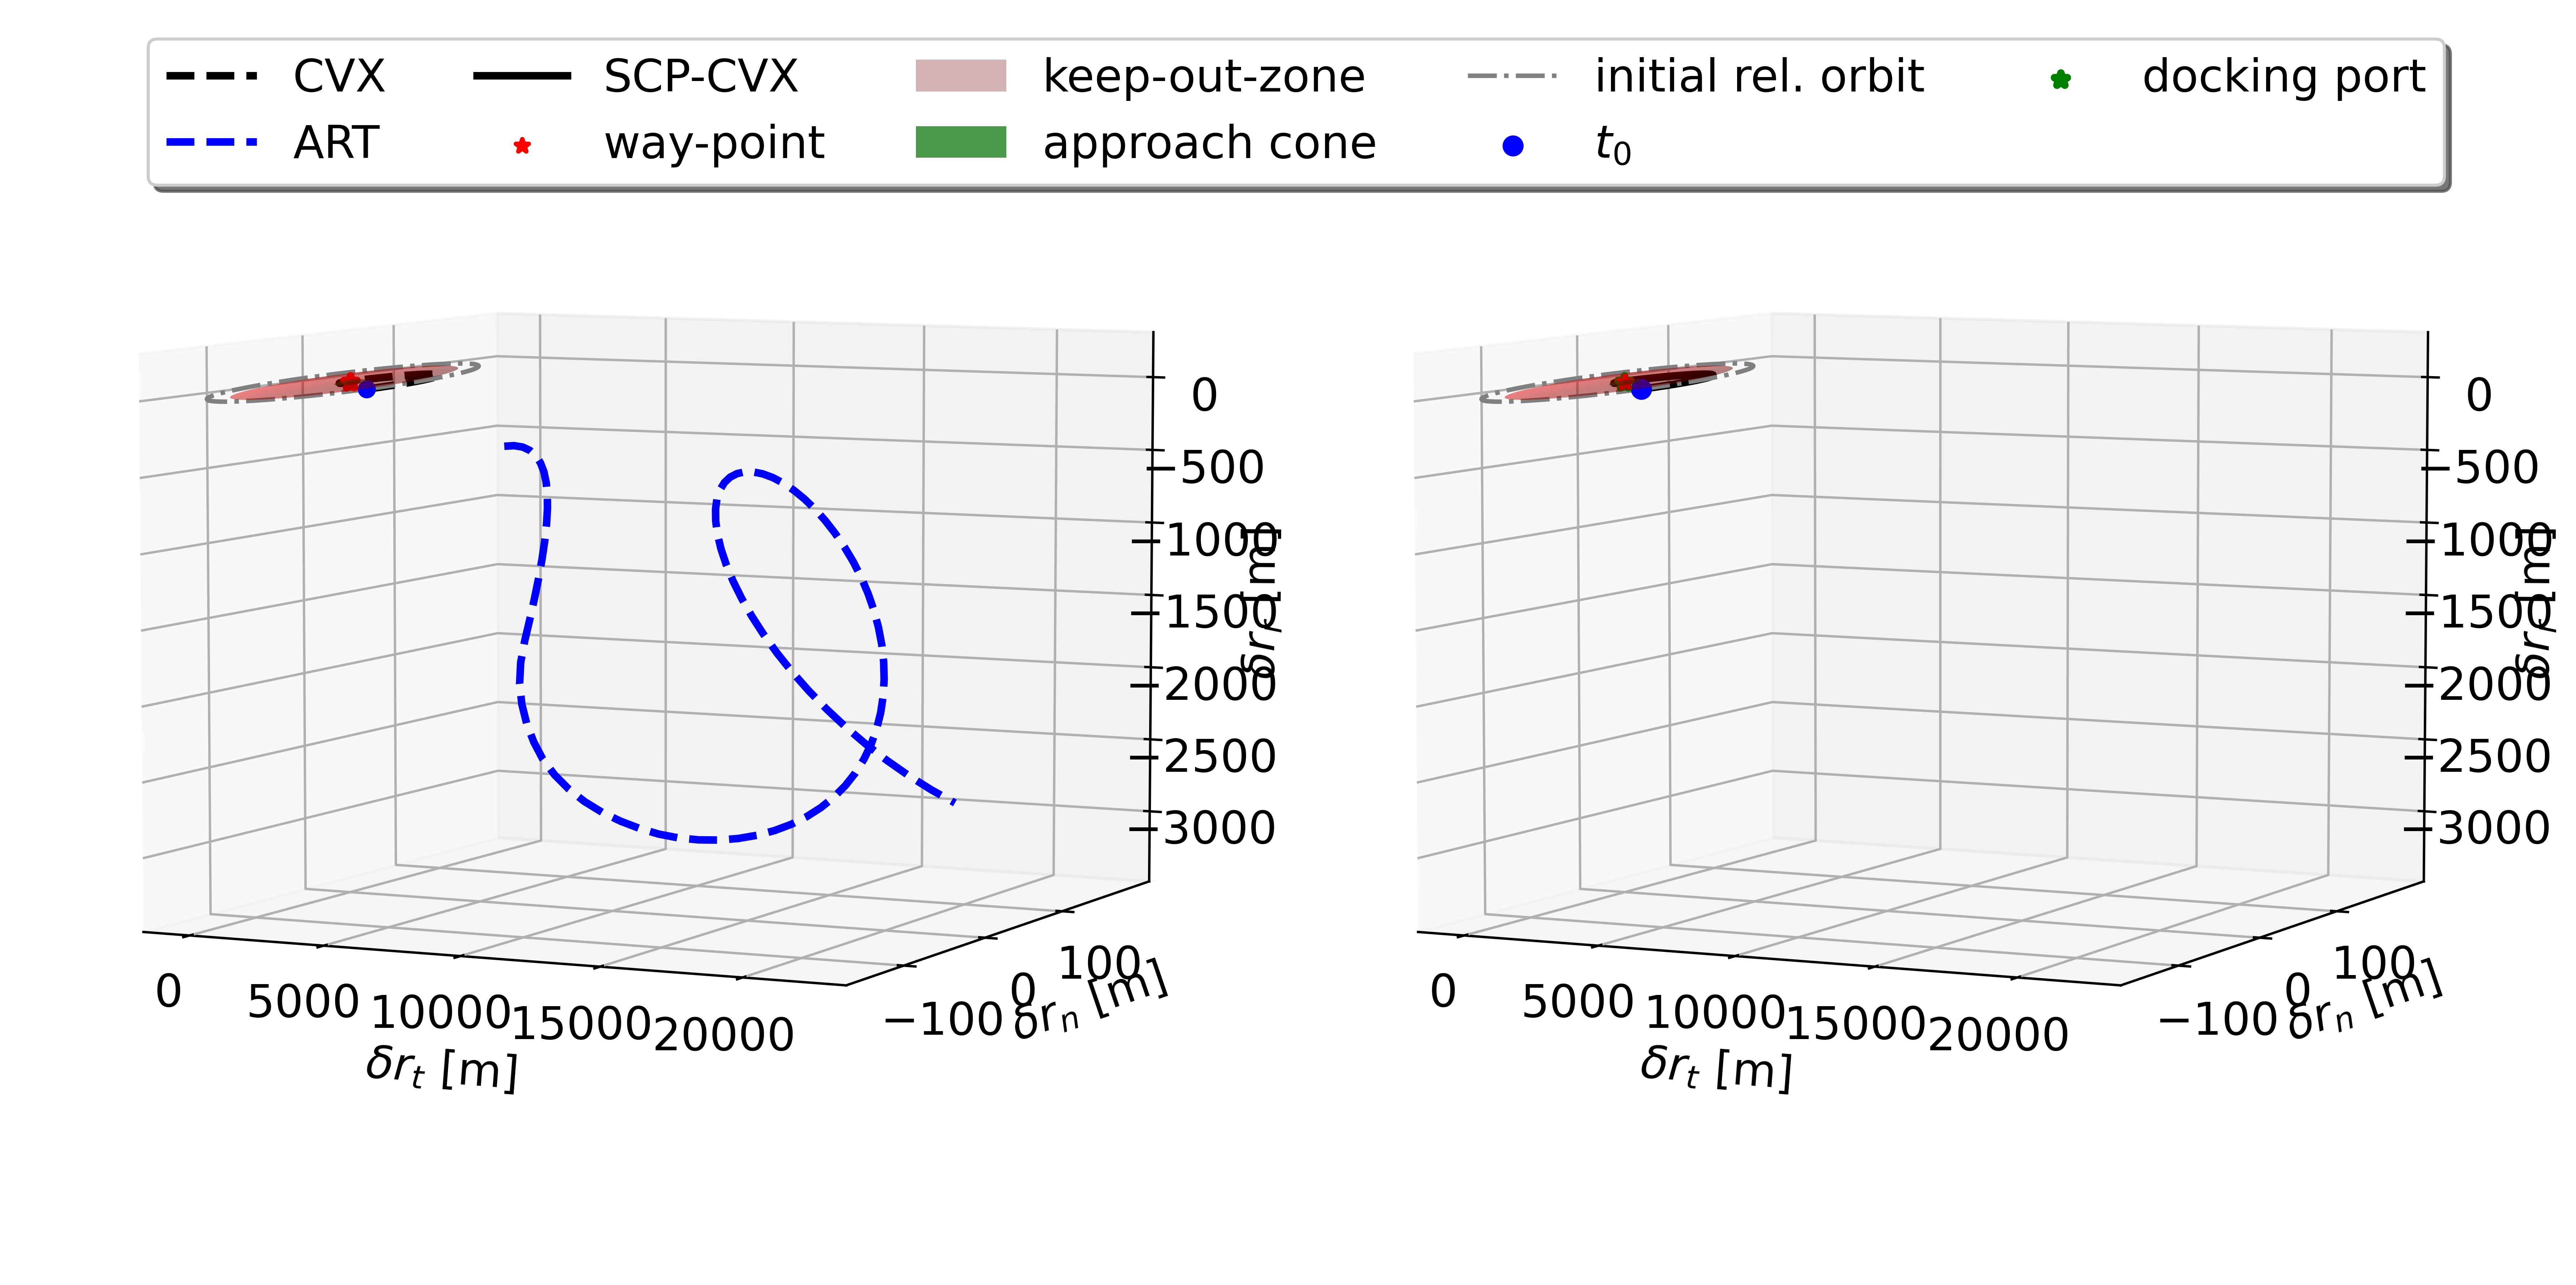 CVX
SCP-CVX
keep-out-zone
initial rel. orbit
docking port
ART
way-point
approach cone
t₀
0
−500
−1000
−1500
−2000
−2500
−3000
[m]
0
5000
10000
15000
20000
δrₜ [m]
−100
0
100
δrₙ [m]
0
−500
−1000
−1500
−2000
−2500
−3000
[m]
0
5000
10000
15000
20000
δrₜ [m]
−100
0
100
δrₙ [m]